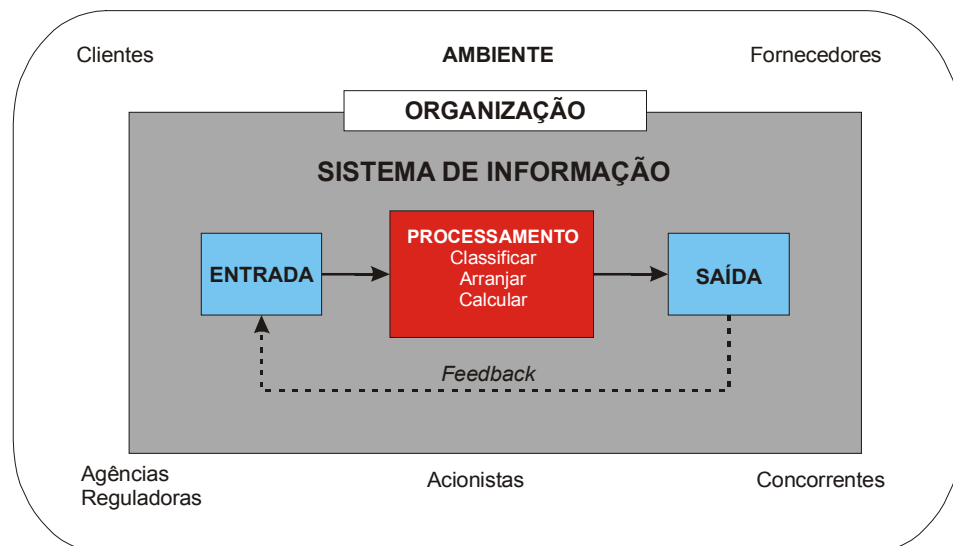 Clientes
AMBIENTE
Fornecedores
ORGANIZAÇÃO
SISTEMA DE INFORMAÇÃO
ENTRADA
PROCESSAMENTO
Classificar
Arranjar
Calcular
SAÍDA
Feedback
Agências
Reguladoras
Acionistas
Concorrentes